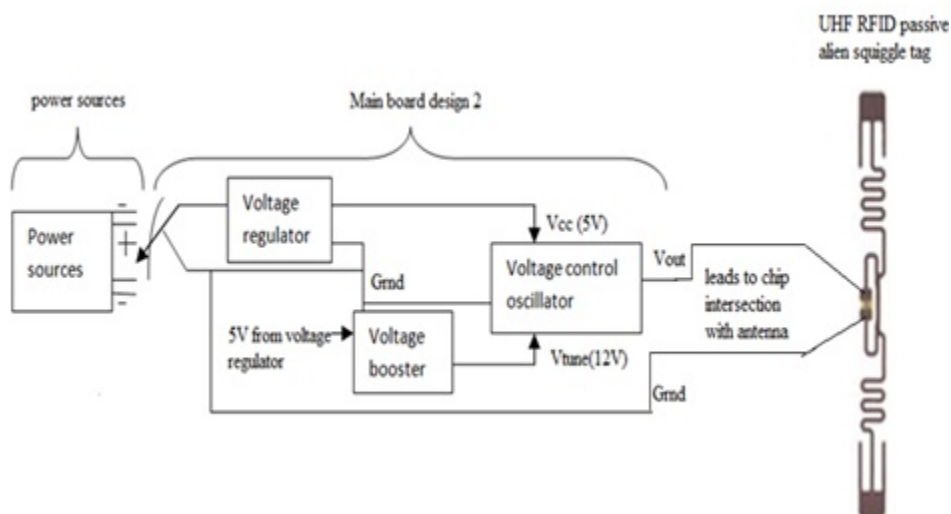 UHF RFID passive
alien squiggle tag
power sources
Main board design 2
Power
sources
-
+
-
Voltage
regulator
Vcc (5V)
Voltage control
oscillator
Vout
leads to chip
intersection
with antenna
Grnd
5V from voltage
regulator
Voltage
booster
Vtune(12V)
Grnd